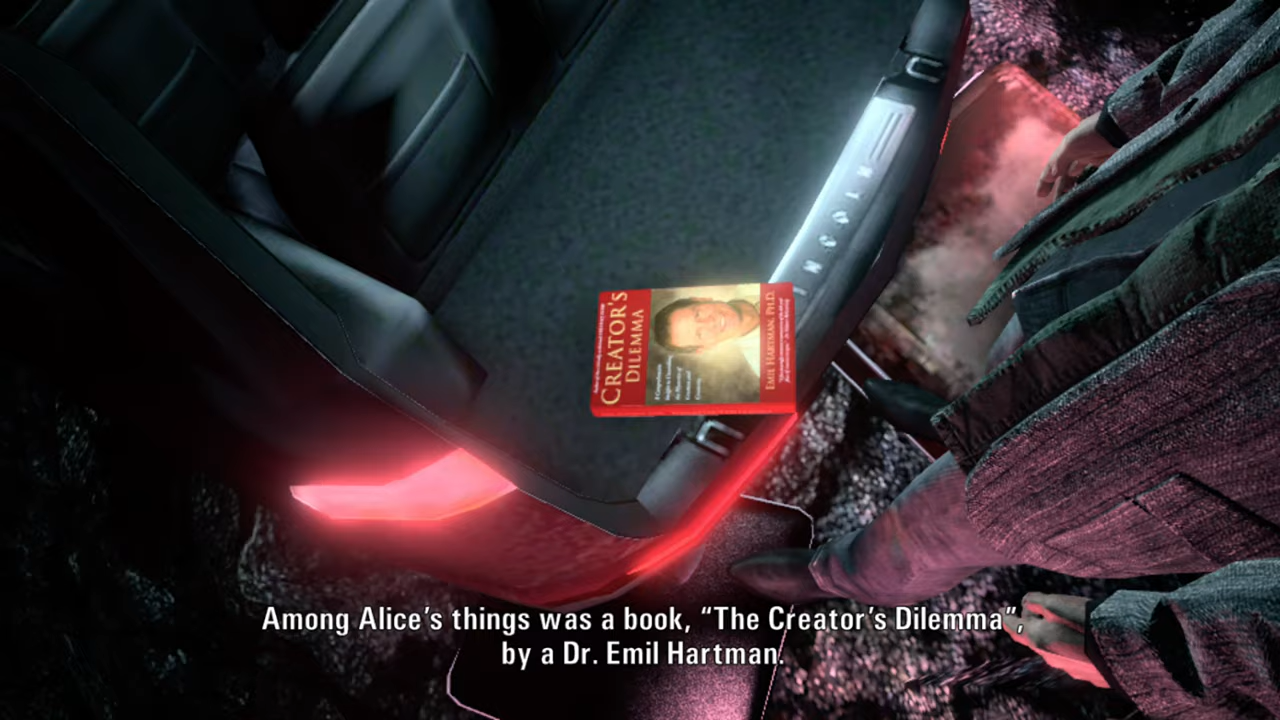 CREATOR'S
DILEMMA
EMIL HARTMAN, PH.D.
LINCOLN
Among Alice's things was a book, “The Creator's Dilemma”,
by a Dr. Emil Hartman.